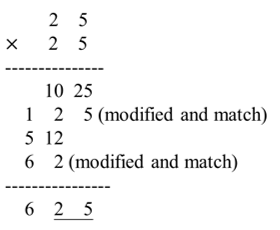 2 5
× 2 5
---------------
10 25
1 2 5 (modified and match)
5 12
6 2 (modified and match)
----------------
6 2 5